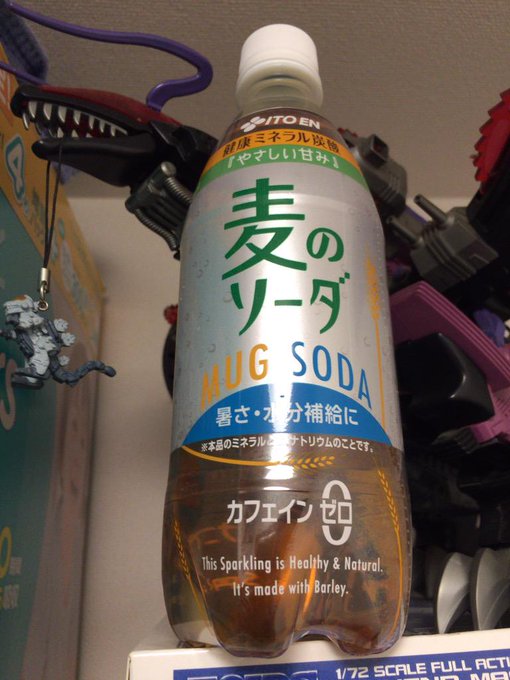 ITO EN
健康ミネラル炭酸
『やさしい甘み』
麦の
ソーダ
MUG SODA
暑さ・水分補給に
※本品のミネラルとはナトリウムのことです。
カフェインゼロ
This Sparkling is Healthy & Natural.
It's made with Barley.
1/72 SCALE FULL ACTI